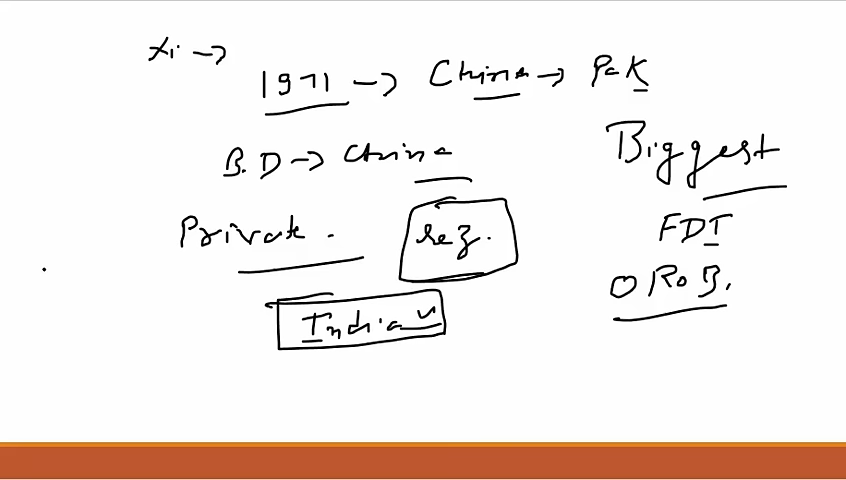 Xi →
1971 → China → Pak
B.D → China
Biggest
Private. SeZ.
FDI
OROB.
Indian